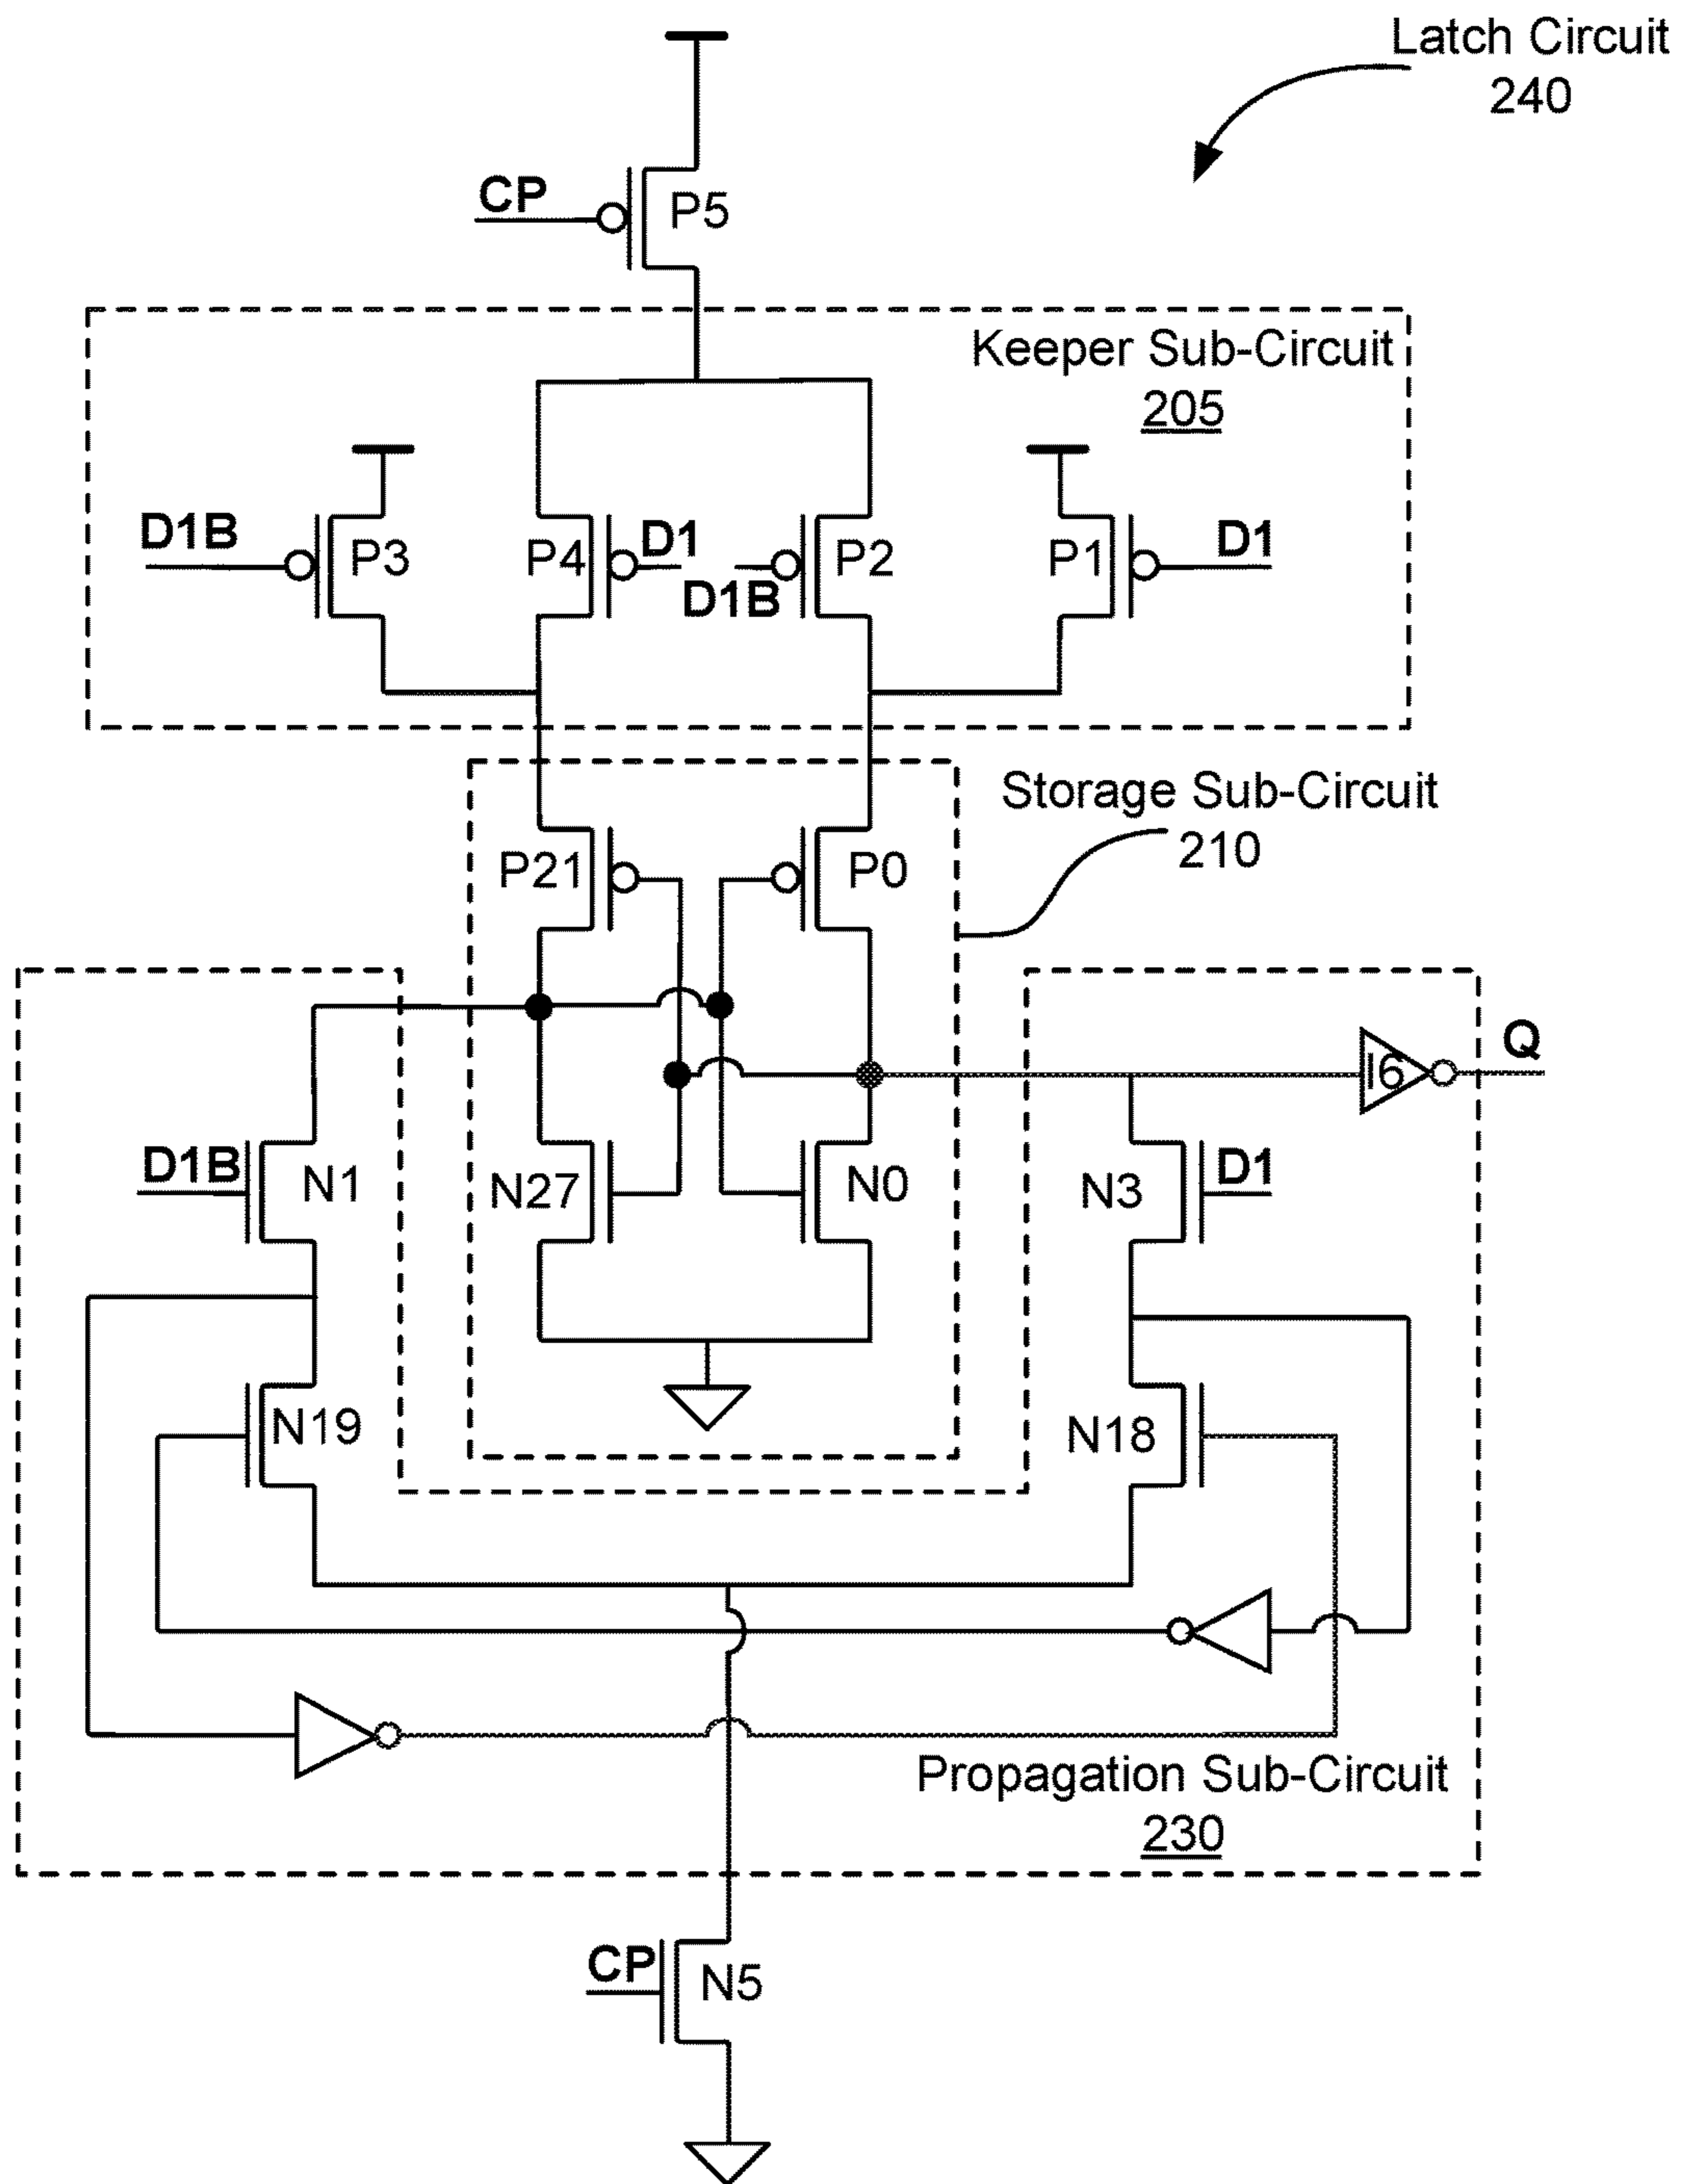 Latch Circuit
240
CP
P5
Keeper Sub-Circuit
205
D1B
P3
P4
D1
D1B
P2
P1
D1
Storage Sub-Circuit
210
P21
P0
I6
Q
D1B
N1
N27
N0
N3
D1
N19
N18
Propagation Sub-Circuit
230
CP
N5